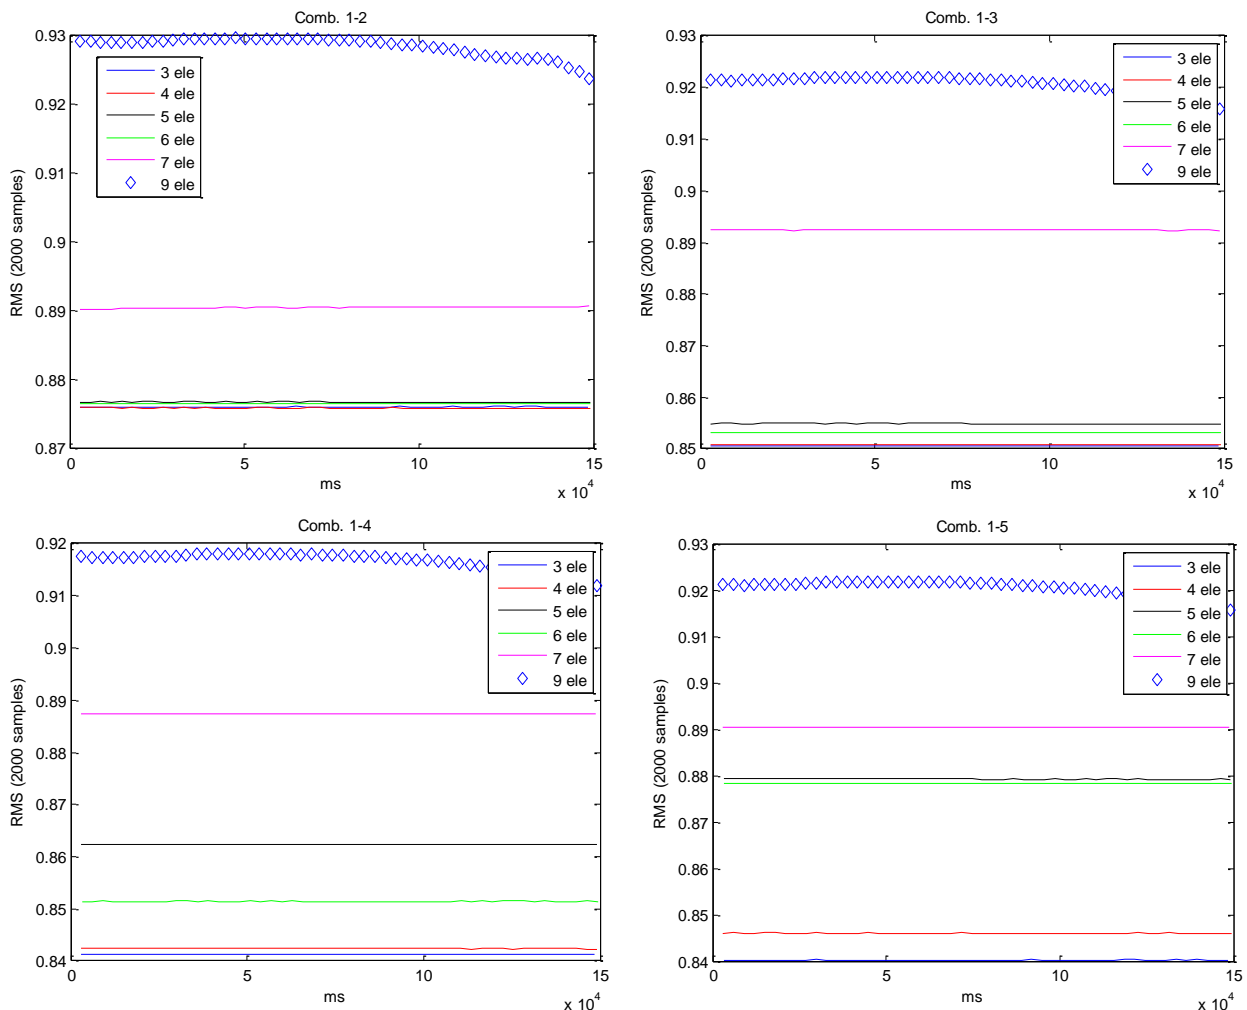 Comb. 1-2
0.93
0.92
0.91
0.9
0.89
0.88
0.87
RMS (2000 samples)
3 ele
4 ele
5 ele
6 ele
7 ele
9 ele
0 5 10 15
ms
x 10^4
Comb. 1-3
0.93
0.92
0.91
0.9
0.89
0.88
0.87
0.86
0.85
RMS (2000 samples)
3 ele
4 ele
5 ele
6 ele
7 ele
9 ele
0 5 10 15
ms
x 10^4
Comb. 1-4
0.92
0.91
0.9
0.89
0.88
0.87
0.86
0.85
0.84
RMS (2000 samples)
3 ele
4 ele
5 ele
6 ele
7 ele
9 ele
0 5 10 15
ms
x 10^4
Comb. 1-5
0.93
0.92
0.91
0.9
0.89
0.88
0.87
0.86
0.85
0.84
RMS (2000 samples)
3 ele
4 ele
5 ele
6 ele
7 ele
9 ele
0 5 10 15
ms
x 10^4